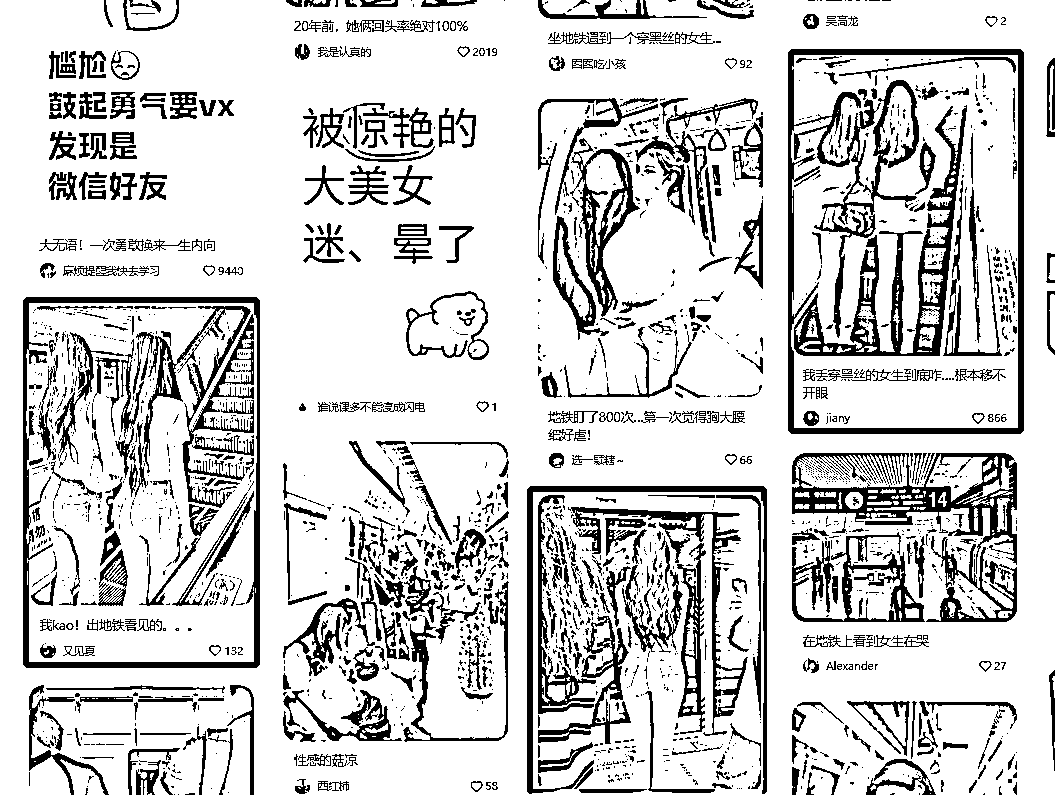 尴尬
鼓起勇气要vx
发现是
微信好友
大无语！一次勇敢换来一生内向
麻烦提醒我快去学习
9440
我kao！出地铁看见的。。。
又见夏
132
20年前，她俩回头率绝对100%
我是认真的
2019
被惊艳的
大美女
迷、晕了
谁说课多不能变成闪电
1
性感的菇凉
西红柿
58
坐地铁遇到一个穿黑丝的女生...
图图吃小孩
92
地铁盯了800次...第一次觉得胸大腰
细好虐！
选一颗糖~
66
吴高龙
2
我丢穿黑丝的女生到底咋....根本移不
开眼
jiany
866
14
在地铁上看到女生在哭
Alexander
27